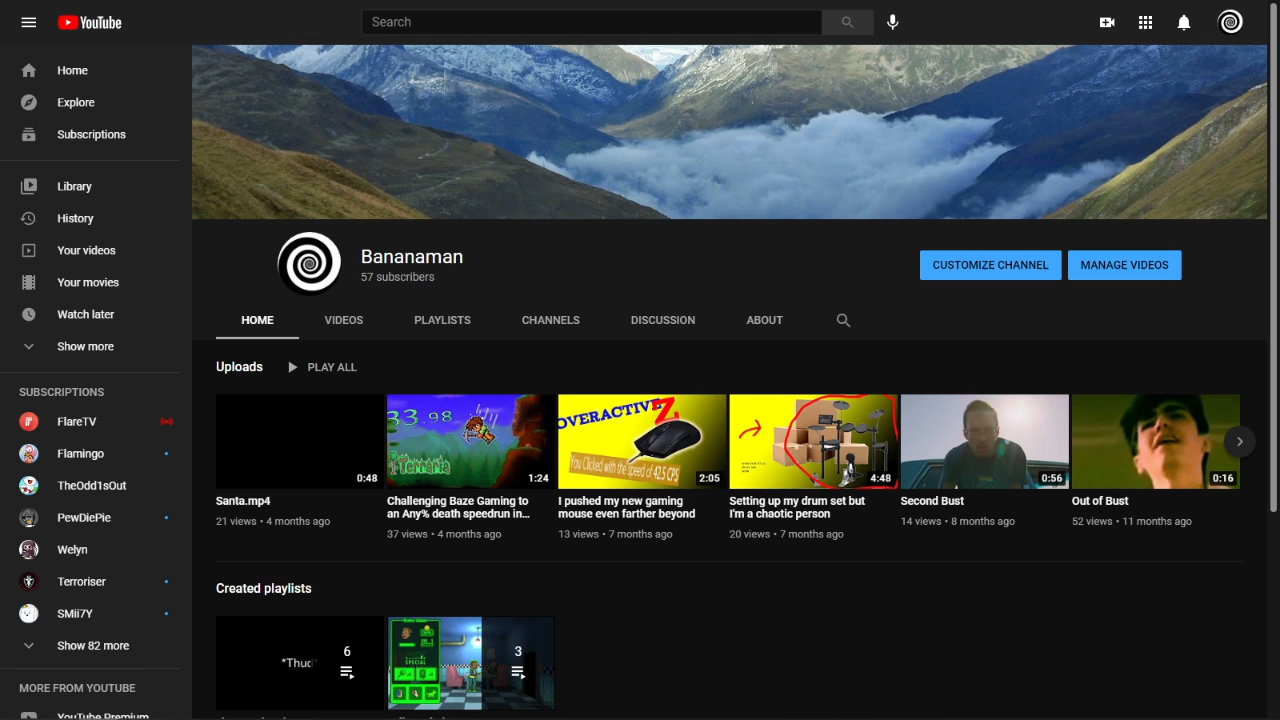 YouTube
Search
Home
Explore
Subscriptions
Library
History
Your videos
Your movies
Watch later
Show more
SUBSCRIPTIONS
FlareTV
Flamingo
TheOdd1sOut
PewDiePie
Welyn
Terroriser
SMii7Y
Show 82 more
MORE FROM YOUTUBE
YouTube Premium
Bananaman
57 subscribers
CUSTOMIZE CHANNEL
MANAGE VIDEOS
HOME
VIDEOS
PLAYLISTS
CHANNELS
DISCUSSION
ABOUT
Uploads
PLAY ALL
0:48
Santa.mp4
21 views • 4 months ago
33.98
Terraria
1:24
Challenging Baze Gaming to
an Any% death speedrun in...
37 views • 4 months ago
OVERACTIVE Z
You Clicked with the speed of 42.5 CPS
2:05
I pushed my new gaming
mouse even farther beyond
13 views • 7 months ago
4:48
Setting up my drum set but
I'm a chaotic person
20 views • 7 months ago
0:56
Second Bust
14 views • 8 months ago
0:16
Out of Bust
52 views • 11 months ago
Created playlists
*Thud*
6
SPECIAL
3